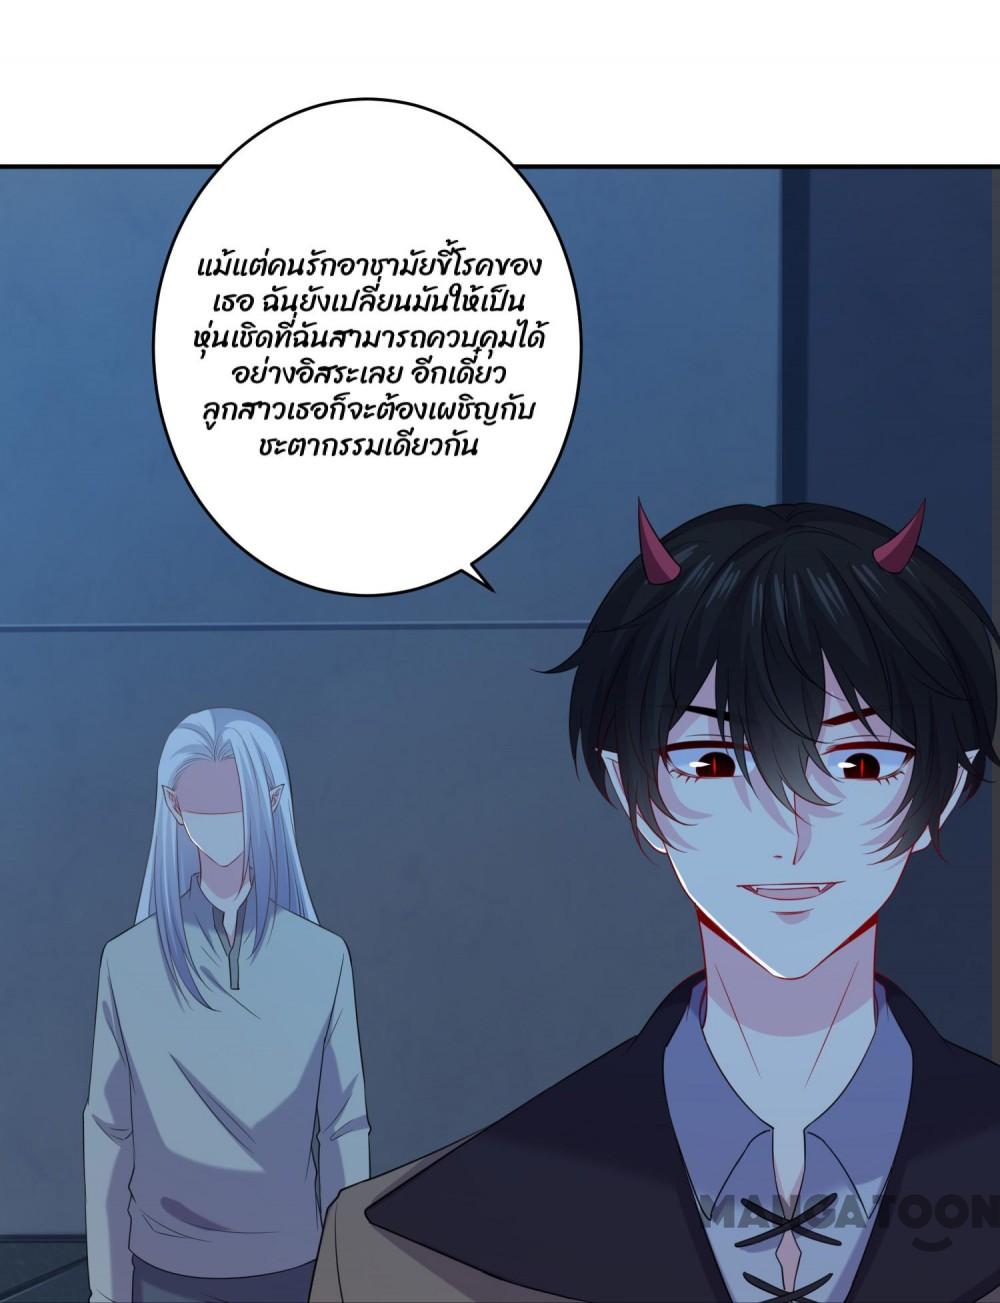 แม้แต่คนรักอาชามัยขี้โรคของ
เธอ ฉันยังเปลี่ยนมันให้เป็น
หุ่นเชิดที่ฉันสามารถควบคุมได้
อย่างอิสระเลย อีกเดี๋ยว
ลูกสาวเธอก็จะต้องเผชิญกับ
ชะตากรรมเดียวกัน
MANGATOON